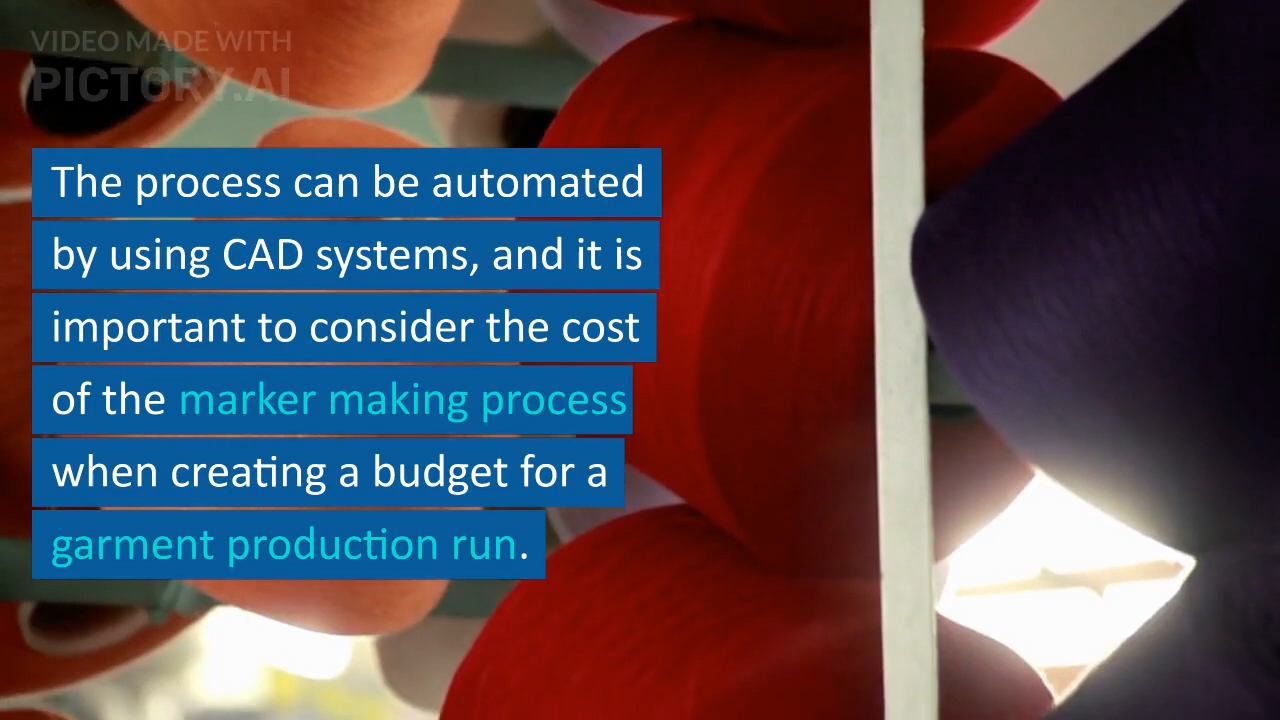 VIDEO MADE WITH
PICTORY.AI
The process can be automated
by using CAD systems, and it is
important to consider the cost
of the marker making process
when creating a budget for a
garment production run.